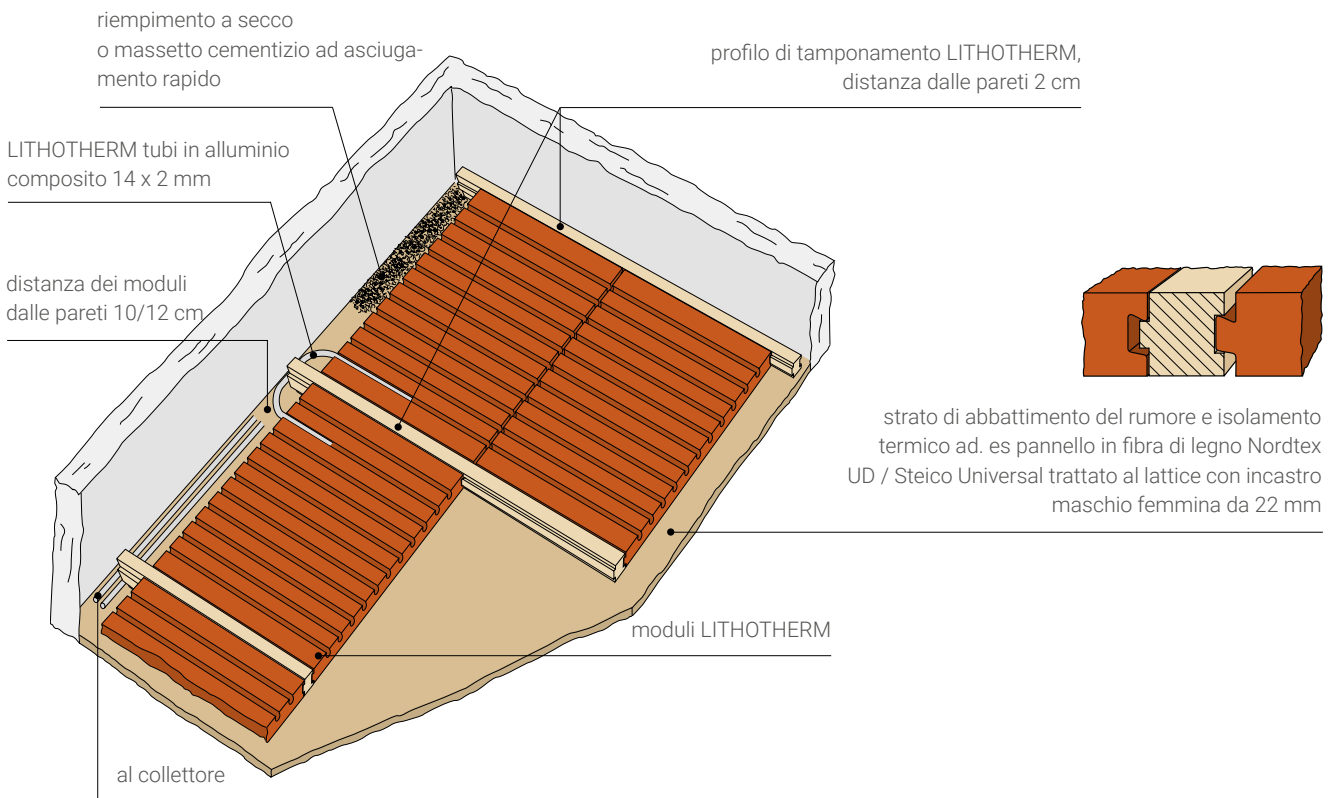 riempimento a secco
o massetto cementizio ad asciuga-
mento rapido
profilo di tamponamento LITHOTHERM,
distanza dalle pareti 2 cm
LITHOTHERM tubi in alluminio
composito 14 x 2 mm
distanza dei moduli
dalle pareti 10/12 cm
strato di abbattimento del rumore e isolamento
termico ad. es pannello in fibra di legno Nordtex
UD / Steico Universal trattato al lattice con incastro
maschio femmina da 22 mm
moduli LITHOTHERM
al collettore